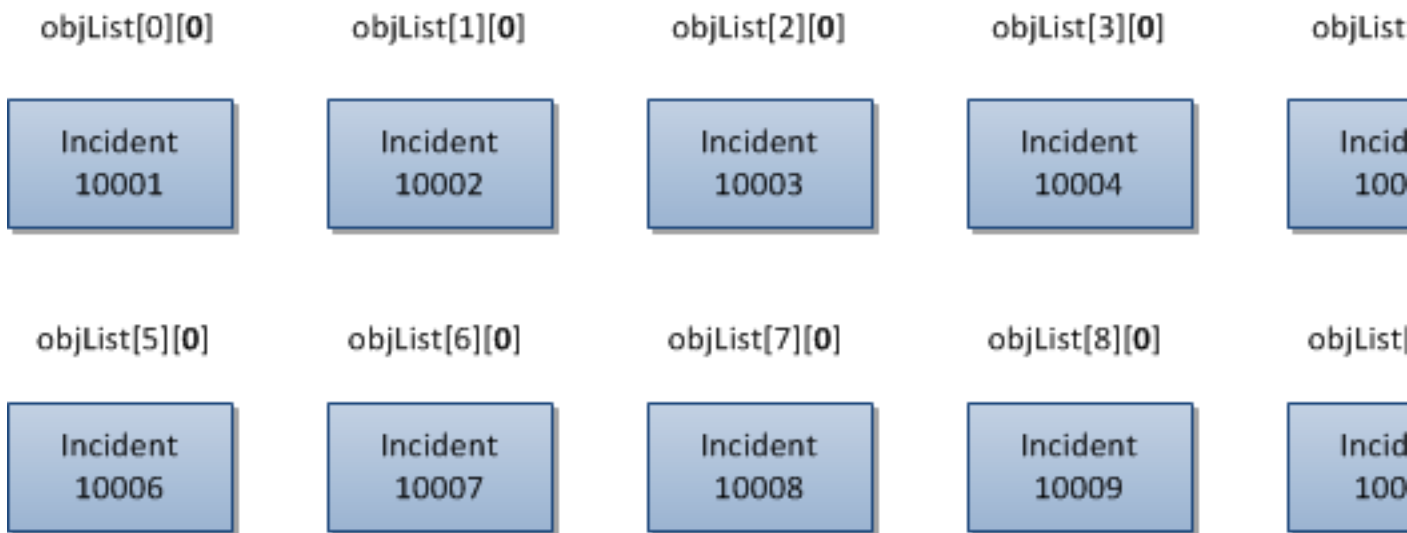 objList[0][0] objList[1][0] objList[2][0] objList[3][0] objList
Incident Incident Incident Incident
10001 10002 10003 10004
objList[5][0] objList[6][0] objList[7][0] objList[8][0] objList[
Incident Incident Incident Incident
10006 10007 10008 10009